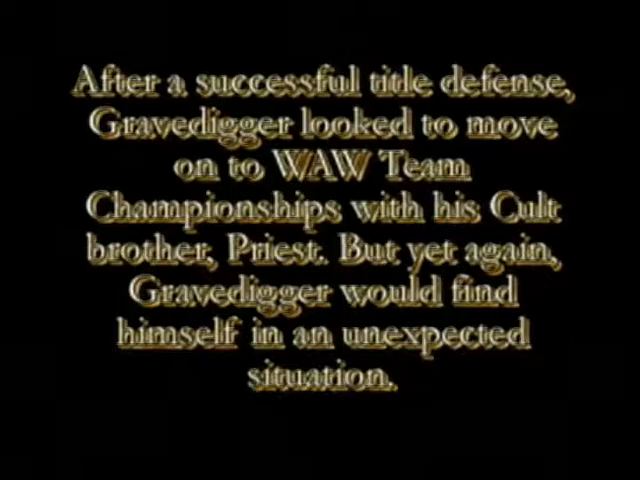 After a successful title defense,
Gravedigger looked to move
on to WAW Team
Championships with his Cult
brother, Priest. But yet again,
Gravedigger would find
himself in an unexpected
situation.